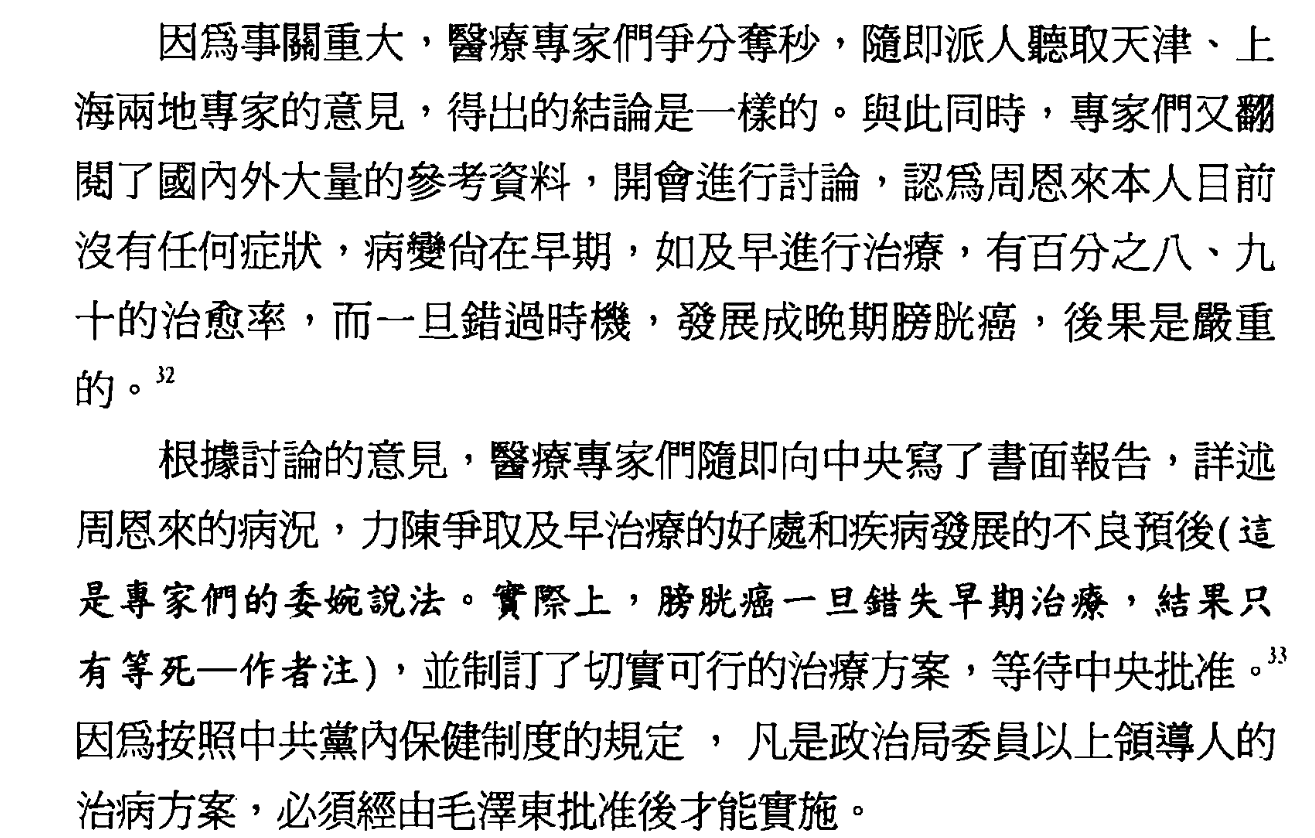 因爲事關重大，醫療專家們爭分奪秒，隨即派人聽取天津、上
海兩地專家的意見，得出的結論是一樣的。與此同時，專家們又翻
閱了國內外大量的參考資料，開會進行討論，認爲周恩來本人目前
沒有任何症狀，病變尙在早期，如及早進行治療，有百分之八、九
十的治愈率，而一旦錯過時機，發展成晚期膀胱癌，後果是嚴重
的。32
根據討論的意見，醫療專家們隨即向中央寫了書面報告，詳述
周恩來的病況，力陳爭取及早治療的好處和疾病發展的不良預後(這
是專家們的委婉說法。實際上，膀胱癌一旦錯失早期治療，結果只
有等死—作者注)，並制訂了切實可行的治療方案，等待中央批准。33
因爲按照中共黨內保健制度的規定 ， 凡是政治局委員以上領導人的
治病方案，必須經由毛澤東批准後才能實施。